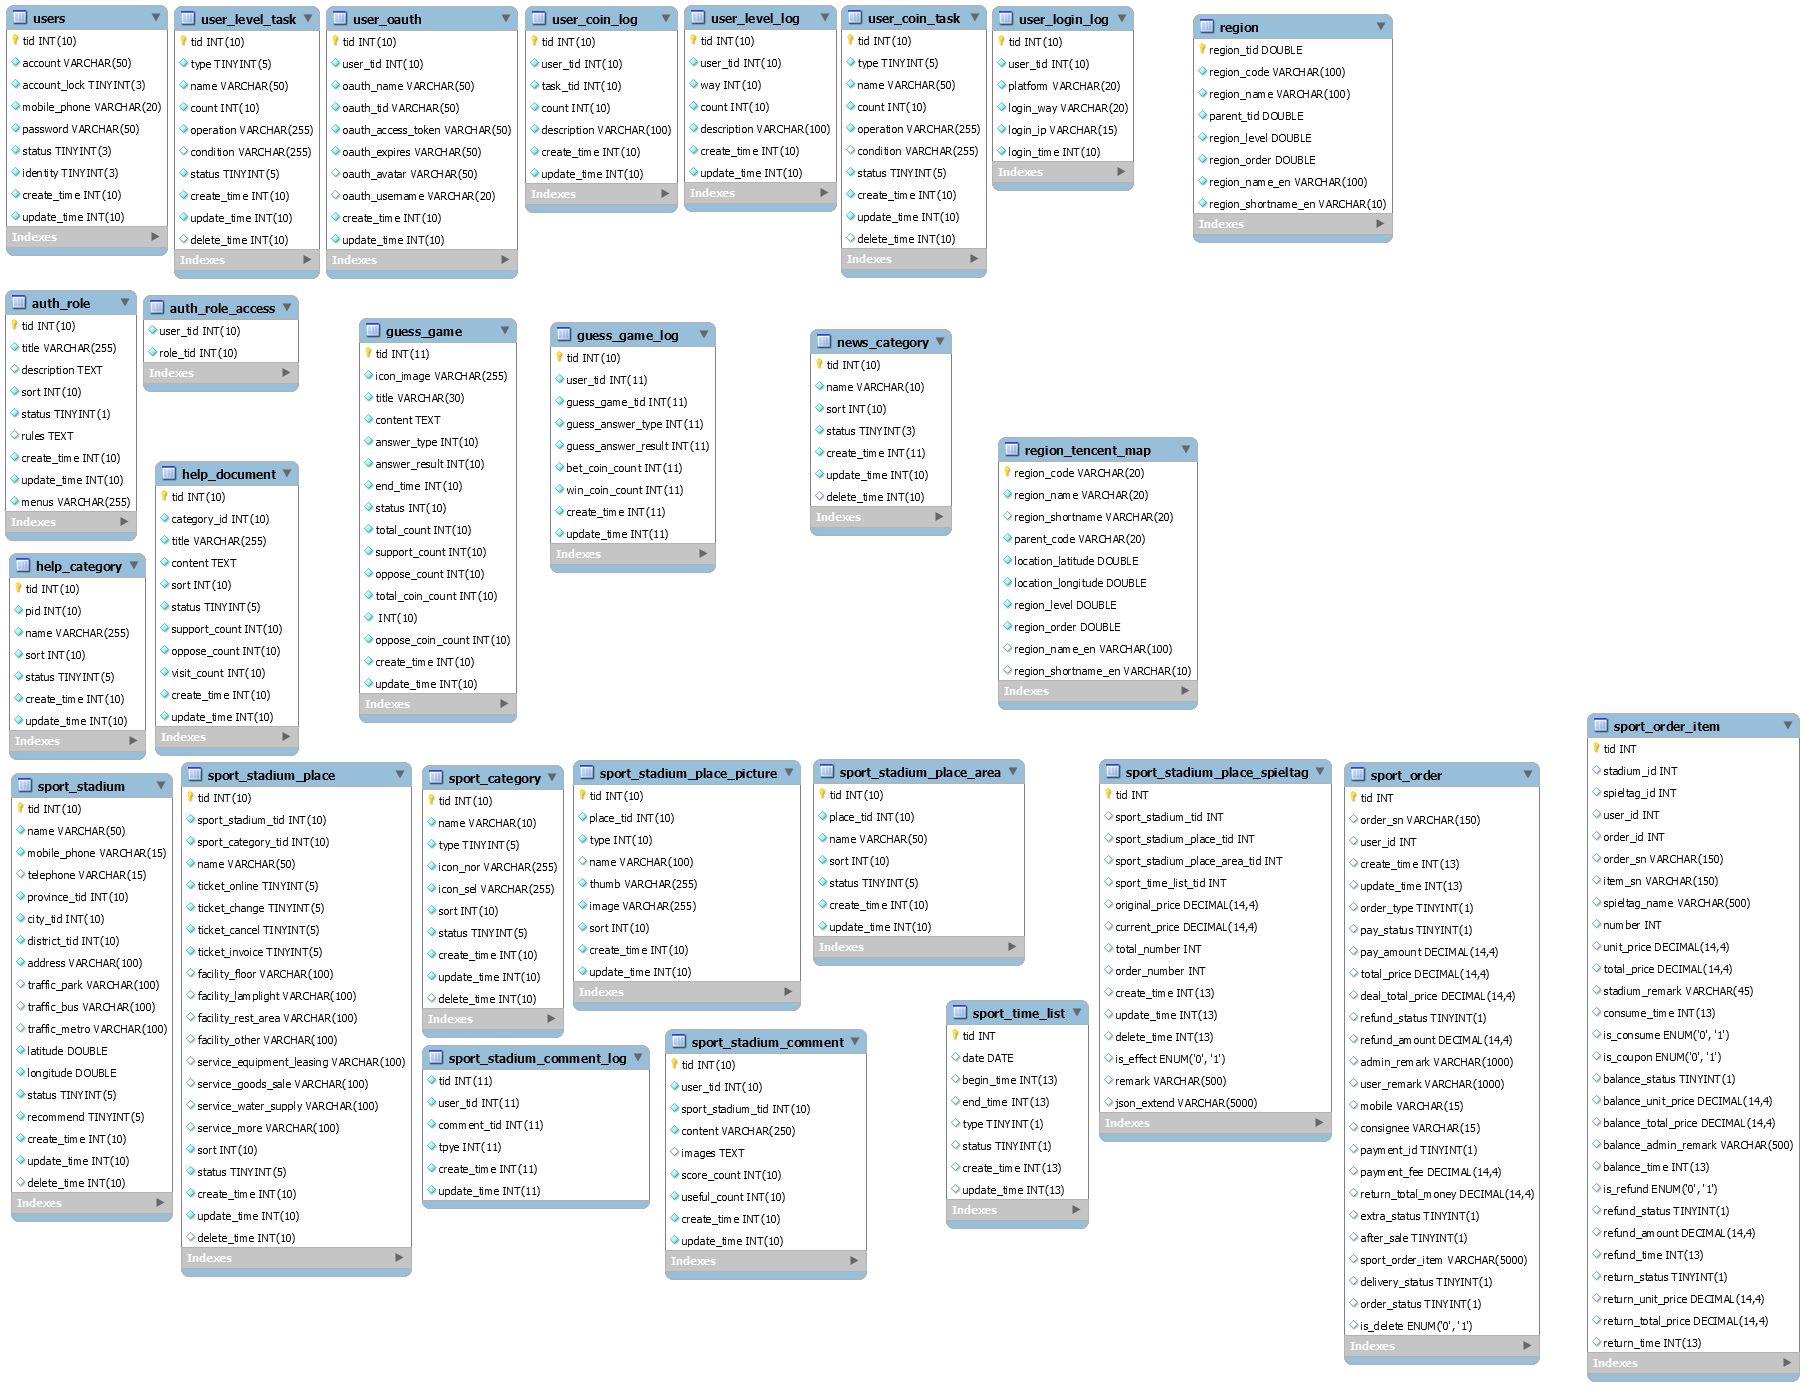 users
tid INT(10)
account VARCHAR(50)
account_lock TINYINT(3)
mobile_phone VARCHAR(20)
password VARCHAR(50)
status TINYINT(3)
identity TINYINT(3)
create_time INT(10)
update_time INT(10)
Indexes
user_level_task
tid INT(10)
type TINYINT(5)
name VARCHAR(50)
count INT(10)
operation VARCHAR(255)
condition VARCHAR(255)
status TINYINT(5)
create_time INT(10)
update_time INT(10)
delete_time INT(10)
Indexes
user_oauth
tid INT(10)
user_tid INT(10)
oauth_name VARCHAR(50)
oauth_tid VARCHAR(50)
oauth_access_token VARCHAR(50)
oauth_expires VARCHAR(50)
oauth_avatar VARCHAR(50)
oauth_username VARCHAR(20)
create_time INT(10)
update_time INT(10)
Indexes
user_coin_log
tid INT(10)
user_tid INT(10)
task_tid INT(10)
count INT(10)
description VARCHAR(100)
create_time INT(10)
update_time INT(10)
Indexes
user_level_log
tid INT(10)
user_tid INT(10)
way INT(10)
count INT(10)
description VARCHAR(100)
create_time INT(10)
update_time INT(10)
Indexes
user_coin_task
tid INT(10)
type TINYINT(5)
name VARCHAR(50)
count INT(10)
operation VARCHAR(255)
condition VARCHAR(255)
status TINYINT(5)
create_time INT(10)
update_time INT(10)
delete_time INT(10)
Indexes
user_login_log
tid INT(10)
user_tid INT(10)
platform VARCHAR(20)
login_way VARCHAR(20)
login_ip VARCHAR(15)
login_time INT(10)
Indexes
region
region_tid DOUBLE
region_code VARCHAR(100)
region_name VARCHAR(100)
parent_tid DOUBLE
region_level DOUBLE
region_order DOUBLE
region_name_en VARCHAR(100)
region_shortname_en VARCHAR(10)
Indexes
auth_role
tid INT(10)
title VARCHAR(255)
description TEXT
sort INT(10)
status TINYINT(1)
rules TEXT
create_time INT(10)
update_time INT(10)
menus VARCHAR(255)
Indexes
auth_role_access
user_tid INT(10)
role_tid INT(10)
Indexes
guess_game
tid INT(11)
icon_image VARCHAR(255)
title VARCHAR(30)
content TEXT
answer_type INT(10)
answer_result INT(10)
end_time INT(10)
status INT(10)
total_count INT(10)
support_count INT(10)
oppose_count INT(10)
total_coin_count INT(10)
INT(10)
oppose_coin_count INT(10)
create_time INT(10)
update_time INT(10)
Indexes
guess_game_log
tid INT(10)
user_tid INT(11)
guess_game_tid INT(11)
guess_answer_type INT(11)
guess_answer_result INT(11)
bet_coin_count INT(11)
win_coin_count INT(11)
create_time INT(11)
update_time INT(11)
Indexes
news_category
tid INT(10)
name VARCHAR(10)
sort INT(10)
status TINYINT(3)
create_time INT(11)
update_time INT(10)
delete_time INT(10)
Indexes
region_tencent_map
region_code VARCHAR(20)
region_name VARCHAR(20)
region_shortname VARCHAR(20)
parent_code VARCHAR(20)
location_latitude DOUBLE
location_longitude DOUBLE
region_level DOUBLE
region_order DOUBLE
region_name_en VARCHAR(100)
region_shortname_en VARCHAR(10)
Indexes
help_document
tid INT(10)
category_id INT(10)
title VARCHAR(255)
content TEXT
sort INT(10)
status TINYINT(5)
support_count INT(10)
oppose_count INT(10)
visit_count INT(10)
create_time INT(10)
update_time INT(10)
Indexes
help_category
tid INT(10)
pid INT(10)
name VARCHAR(255)
sort INT(10)
status TINYINT(5)
create_time INT(10)
update_time INT(10)
Indexes
sport_stadium
tid INT(10)
name VARCHAR(50)
mobile_phone VARCHAR(15)
telephone VARCHAR(15)
province_tid INT(10)
city_tid INT(10)
district_tid INT(10)
address VARCHAR(100)
traffic_park VARCHAR(100)
traffic_bus VARCHAR(100)
traffic_metro VARCHAR(100)
latitude DOUBLE
longitude DOUBLE
status TINYINT(5)
recommend TINYINT(5)
create_time INT(10)
update_time INT(10)
delete_time INT(10)
Indexes
sport_stadium_place
tid INT(10)
sport_stadium_tid INT(10)
sport_category_tid INT(10)
name VARCHAR(50)
ticket_online TINYINT(5)
ticket_change TINYINT(5)
ticket_cancel TINYINT(5)
ticket_invoice TINYINT(5)
facility_floor VARCHAR(100)
facility_lamplight VARCHAR(100)
facility_rest_area VARCHAR(100)
facility_other VARCHAR(100)
service_equipment_leasing VARCHAR(100)
service_goods_sale VARCHAR(100)
service_water_supply VARCHAR(100)
service_more VARCHAR(100)
sort INT(10)
status TINYINT(5)
create_time INT(10)
update_time INT(10)
delete_time INT(10)
Indexes
sport_category
tid INT(10)
name VARCHAR(10)
type TINYINT(5)
icon_nor VARCHAR(255)
icon_sel VARCHAR(255)
sort INT(10)
status TINYINT(5)
create_time INT(10)
update_time INT(10)
delete_time INT(10)
Indexes
sport_stadium_place_picture
tid INT(10)
place_tid INT(10)
type INT(10)
name VARCHAR(100)
thumb VARCHAR(255)
image VARCHAR(255)
sort INT(10)
create_time INT(10)
update_time INT(10)
Indexes
sport_stadium_place_area
tid INT(10)
place_tid INT(10)
name VARCHAR(50)
sort INT(10)
status TINYINT(5)
create_time INT(10)
update_time INT(10)
Indexes
sport_stadium_comment_log
tid INT(11)
user_tid INT(11)
comment_tid INT(11)
tpye INT(11)
create_time INT(11)
update_time INT(11)
Indexes
sport_stadium_comment
tid INT(10)
user_tid INT(10)
sport_stadium_tid INT(10)
content VARCHAR(250)
images TEXT
score_count INT(10)
useful_count INT(10)
create_time INT(10)
update_time INT(10)
Indexes
sport_time_list
tid INT
date DATE
begin_time INT(13)
end_time INT(13)
type TINYINT(1)
status TINYINT(1)
create_time INT(13)
update_time INT(13)
Indexes
sport_stadium_place_spieltag
tid INT
sport_stadium_tid INT
sport_stadium_place_tid INT
sport_stadium_place_area_tid INT
sport_time_list_tid INT
original_price DECIMAL(14,4)
current_price DECIMAL(14,4)
total_number INT
order_number INT
create_time INT(13)
update_time INT(13)
delete_time INT(13)
is_effect ENUM('0', '1')
remark VARCHAR(500)
json_extend VARCHAR(5000)
Indexes
sport_order
tid INT
order_sn VARCHAR(150)
user_id INT
create_time INT(13)
update_time INT(13)
order_type TINYINT(1)
pay_status TINYINT(1)
pay_amount DECIMAL(14,4)
total_price DECIMAL(14,4)
deal_total_price DECIMAL(14,4)
refund_status TINYINT(1)
refund_amount DECIMAL(14,4)
admin_remark VARCHAR(1000)
user_remark VARCHAR(1000)
mobile VARCHAR(15)
consignee VARCHAR(15)
payment_id TINYINT(1)
payment_fee DECIMAL(14,4)
return_total_money DECIMAL(14,4)
extra_status TINYINT(1)
after_sale TINYINT(1)
sport_order_item VARCHAR(5000)
delivery_status TINYINT(1)
order_status TINYINT(1)
is_delete ENUM('0', '1')
Indexes
sport_order_item
tid INT
stadium_id INT
spieltag_id INT
user_id INT
order_id INT
order_sn VARCHAR(150)
item_sn VARCHAR(150)
spieltag_name VARCHAR(500)
number INT
unit_price DECIMAL(14,4)
total_price DECIMAL(14,4)
stadium_remark VARCHAR(45)
consume_time INT(13)
is_consume ENUM('0', '1')
is_coupon ENUM('0', '1')
balance_status TINYINT(1)
balance_unit_price DECIMAL(14,4)
balance_total_price DECIMAL(14,4)
balance_admin_remark VARCHAR(500)
balance_time INT(13)
is_refund ENUM('0', '1')
refund_status TINYINT(1)
refund_amount DECIMAL(14,4)
refund_time INT(13)
return_status TINYINT(1)
return_unit_price DECIMAL(14,4)
return_total_price DECIMAL(14,4)
return_time INT(13)
Indexes